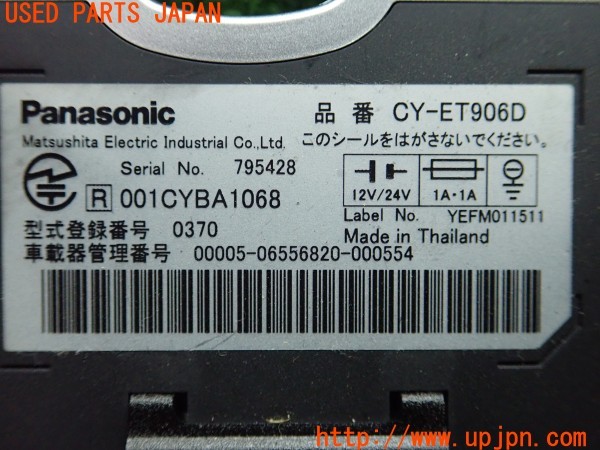 USED PARTS JAPAN
Panasonic
品 番 CY-ET906D
Matsushita Electric Industrial Co.,Ltd.
このシールをはがさないでください。
Serial No. 795428
R 001CYBA1068
12V/24V
1A・1A
Label No. YEFM011511
型式登録番号 0370
Made in Thailand
車載器管理番号 00005-06556820-000554
http://www.upjpn.com